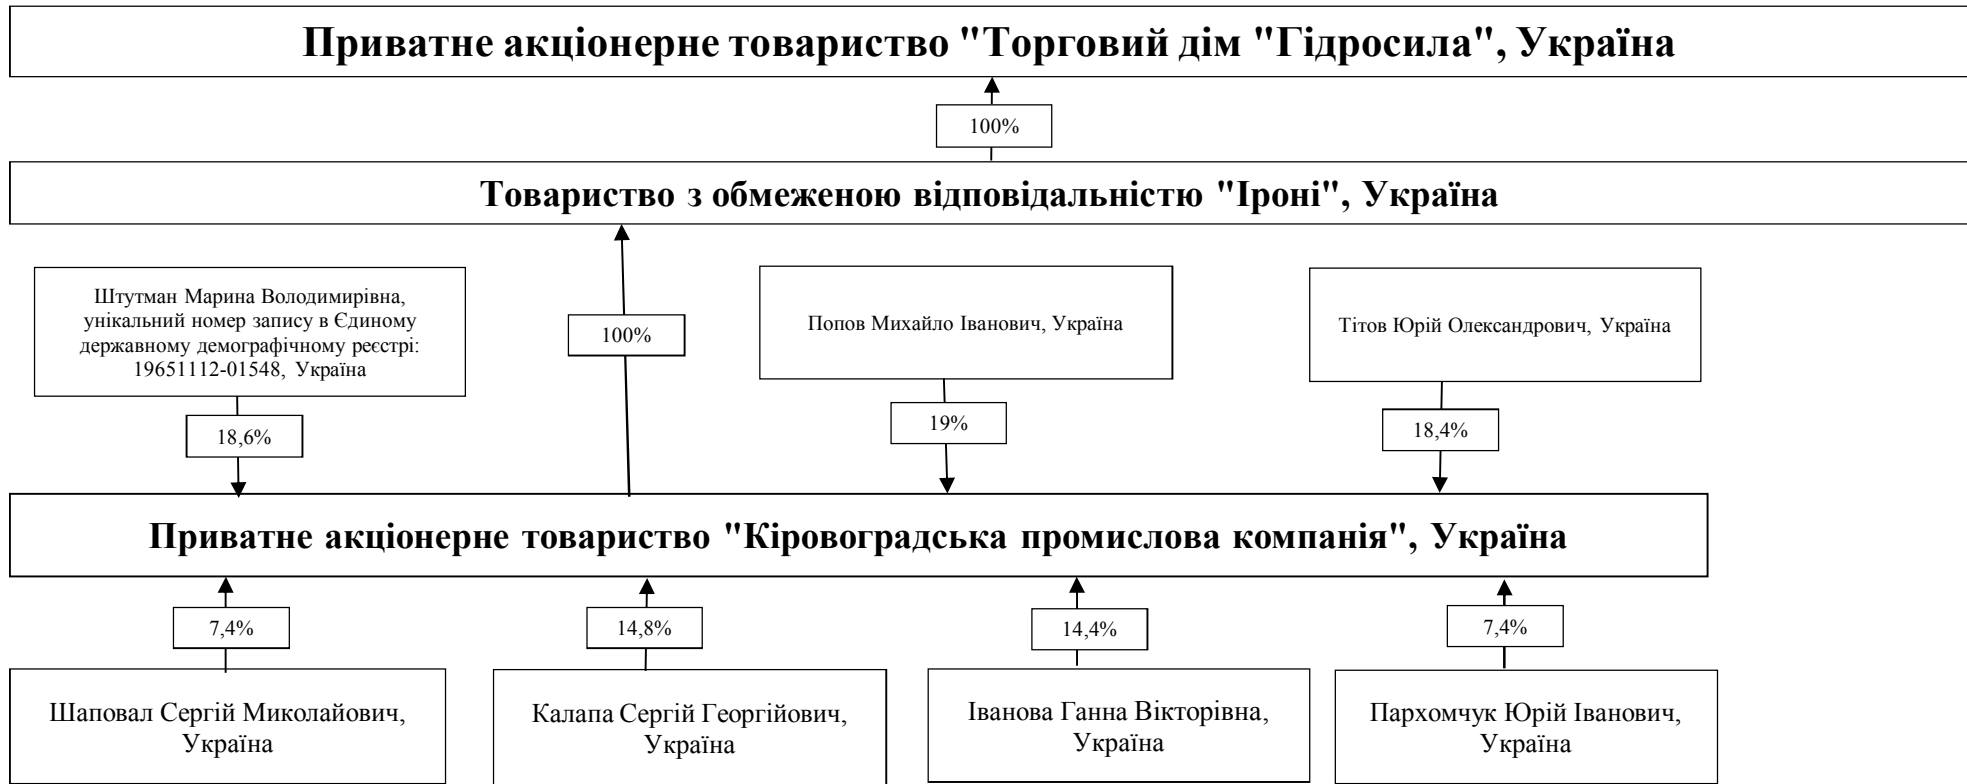 Приватне акціонерне товариство "Торговий дім "Гідросила", Україна
100%
Товариство з обмеженою відповідальністю "Іроні", Україна
Штутман Марина Володимирівна,
унікальний номер запису в Єдиному
державному демографічному реєстрі:
19651112-01548, Україна
100%
Попов Михайло Іванович, Україна
Тітов Юрій Олександрович, Україна
18,6%
19%
18,4%
Приватне акціонерне товариство "Кіровоградська промислова компанія", Україна
7,4%
14,8%
14,4%
7,4%
Шаповал Сергій Миколайович,
Україна
Калапа Сергій Георгійович,
Україна
Іванова Ганна Вікторівна,
Україна
Пархомчук Юрій Іванович,
Україна